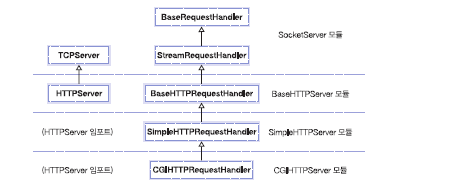 BaseRequestHandler
SocketServer 모듈
TCPServer
StreamRequestHandler
HTTPServer
BaseHTTPRequestHandler
BaseHTTPServer 모듈
(HTTPServer 임포트)
SimpleHTTPRequestHandler
SimpleHTTPServer 모듈
(HTTPServer 임포트)
CGIHTTPRequestHandler
CGIHTTPServer 모듈